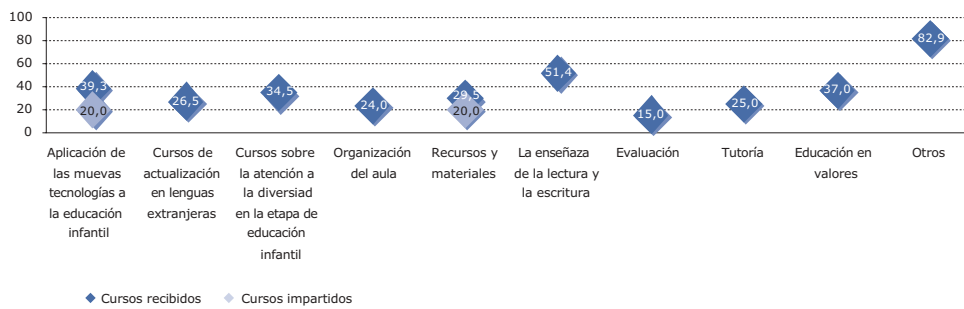 100
80
60
40
20
0
39,3
20,0
26,5
34,5
24,0
29,5
20,0
51,4
15,0
25,0
37,0
82,9
Aplicación de
las muevas
tecnologías a
la educación
infantil
Cursos de
actualización
en lenguas
extranjeras
Cursos sobre
la atención a
la diversiad
en la etapa de
educación
infantil
Organización
del aula
Recursos y
materiales
La enseñaza
de la lectura y
la escritura
Evaluación
Tutoría
Educación en
valores
Otros
Cursos recibidos
Cursos impartidos